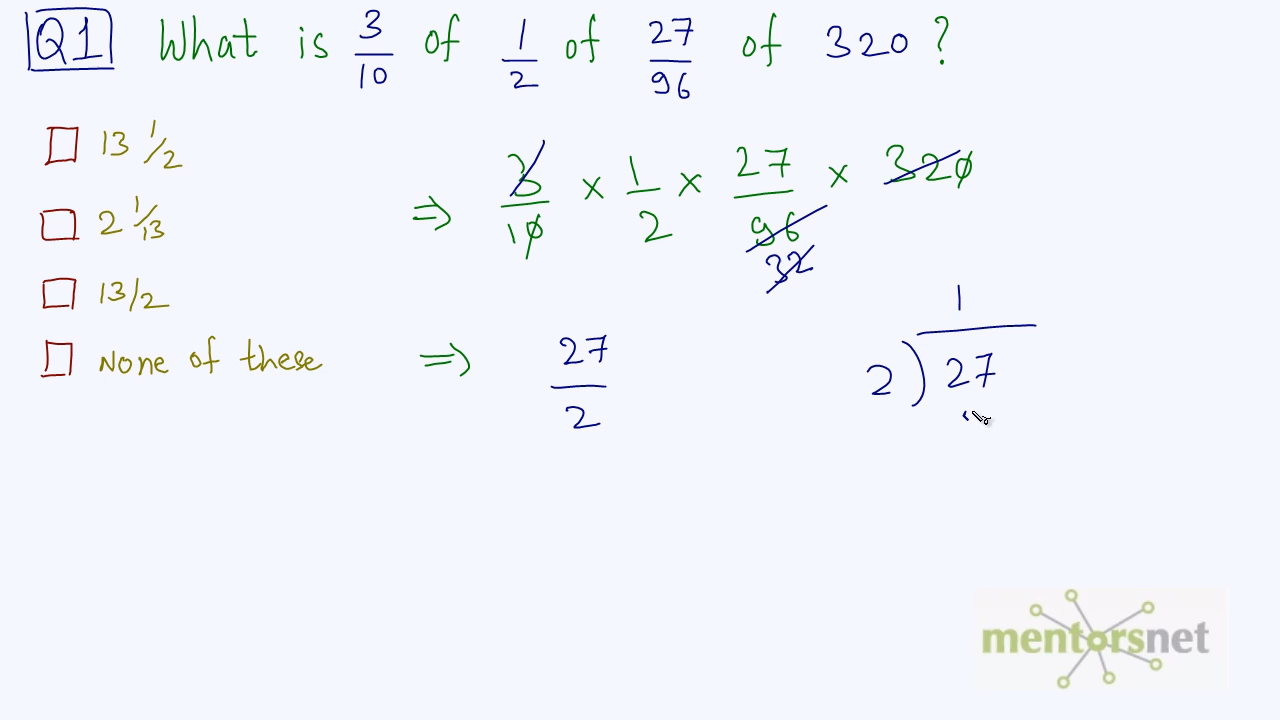 Q1 What is 3/10 of 1/2 of 27/96 of 320 ?
13 1/2
2 1/13
13/2
None of these
⇒ 3/10 × 1/2 × 27/96 × 320
32
⇒ 27/2
1
2 ) 27
mentorsnet